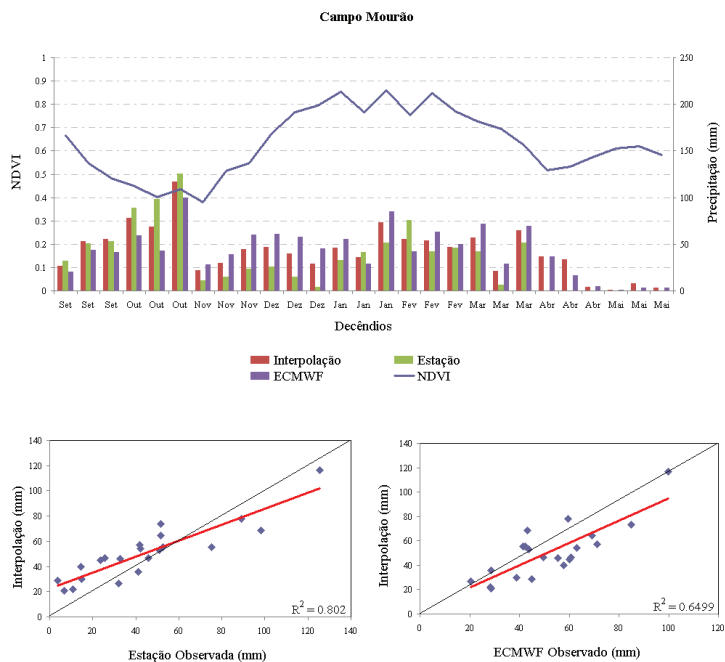 Campo Mourão
NDVI
1
0.9
0.8
0.7
0.6
0.5
0.4
0.3
0.2
0.1
0
250
200
150
100
50
0
Precipitação (mm)
Set Set Set Out Out Out Nov Nov Nov Dez Dez Dez Jan Jan Jan Fev Fev Fev Mar Mar Mar Abr Abr Abr Mai Mai Mai
Decêndios
Interpolação Estação
ECMWF NDVI
Interpolação (mm)
140
120
100
80
60
40
20
0
R² = 0.802
0 20 40 60 80 100 120 140
Estação Observada (mm)
Interpolação (mm)
140
120
100
80
60
40
20
0
R² = 0.6499
0 20 40 60 80 100 120
ECMWF Observado (mm)